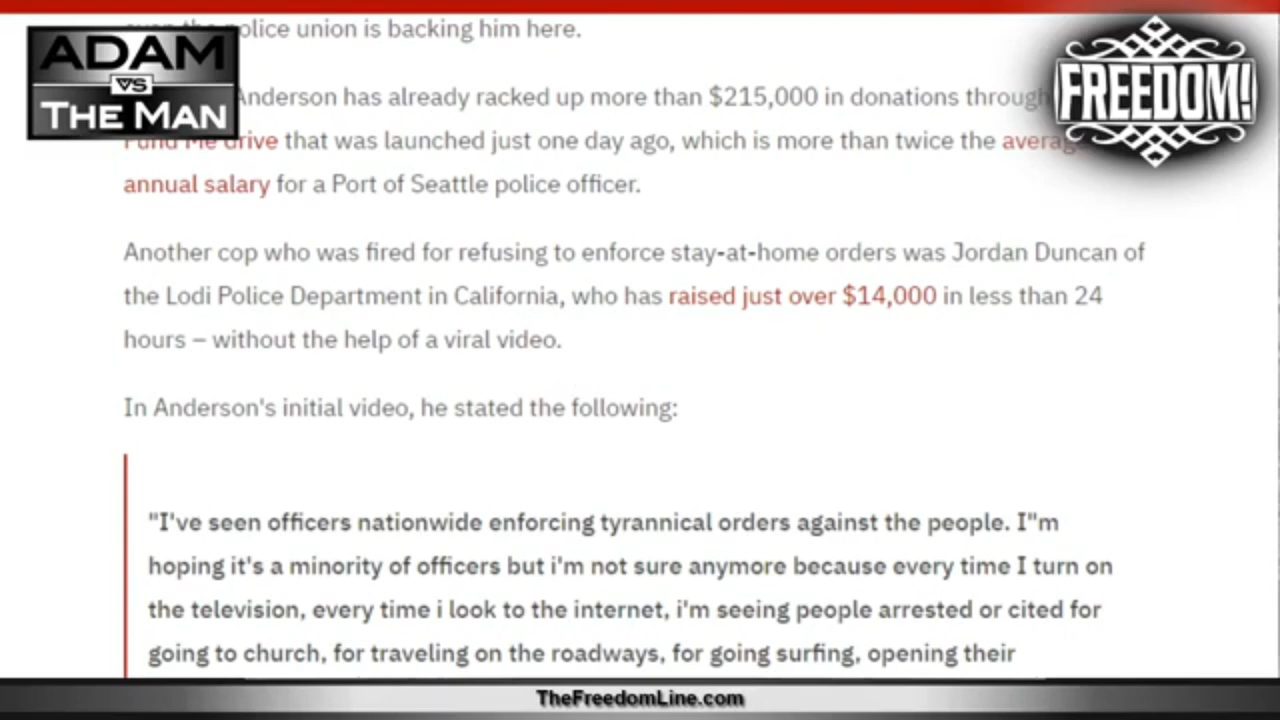 ADAM
VS
THE MAN
FREEDOM!
police union is backing him here.
Anderson has already racked up more than $215,000 in donations through
Fund Me drive that was launched just one day ago, which is more than twice the average
annual salary for a Port of Seattle police officer.
Another cop who was fired for refusing to enforce stay-at-home orders was Jordan Duncan of
the Lodi Police Department in California, who has raised just over $14,000 in less than 24
hours – without the help of a viral video.
In Anderson's initial video, he stated the following:
"I've seen officers nationwide enforcing tyrannical orders against the people. I"m
hoping it's a minority of officers but i'm not sure anymore because every time I turn on
the television, every time i look to the internet, i'm seeing people arrested or cited for
going to church, for traveling on the roadways, for going surfing, opening their
TheFreedomLine.com